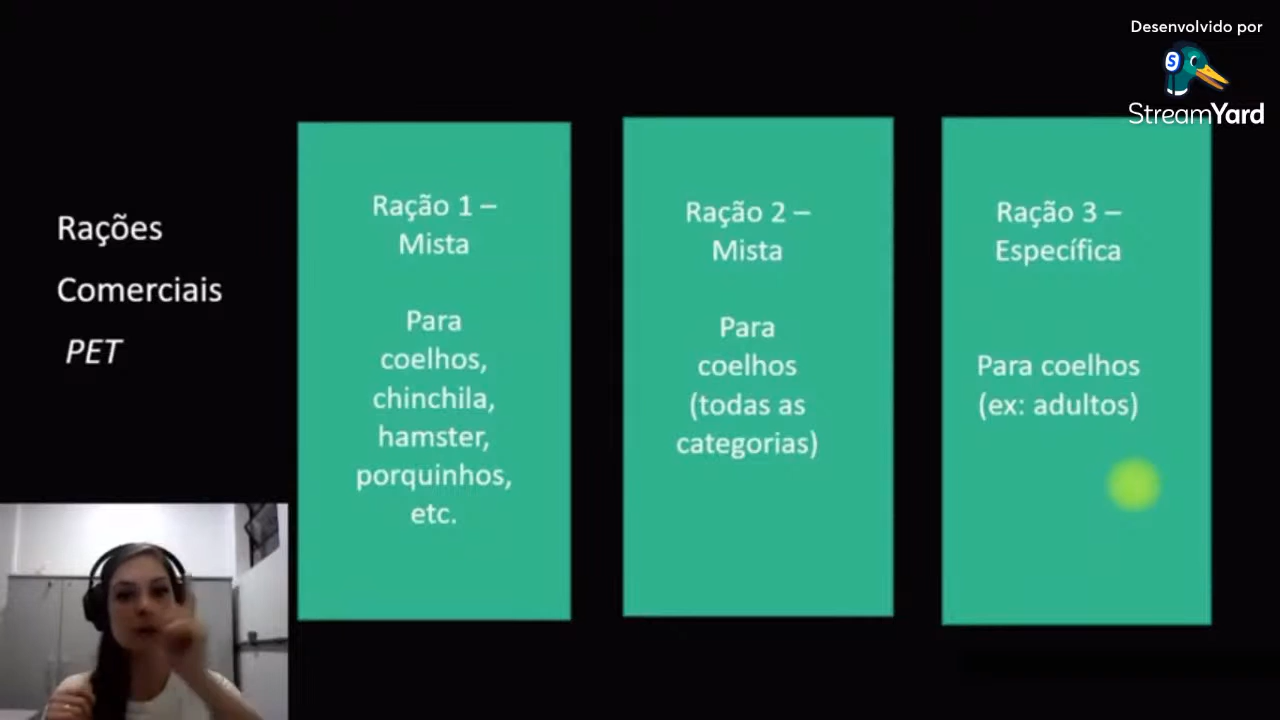 Desenvolvido por
StreamYard
Rações
Comerciais
PET
Ração 1 –
Mista
Para
coelhos,
chinchila,
hamster,
porquinhos,
etc.
Ração 2 –
Mista
Para
coelhos
(todas as
categorias)
Ração 3 –
Específica
Para coelhos
(ex: adultos)